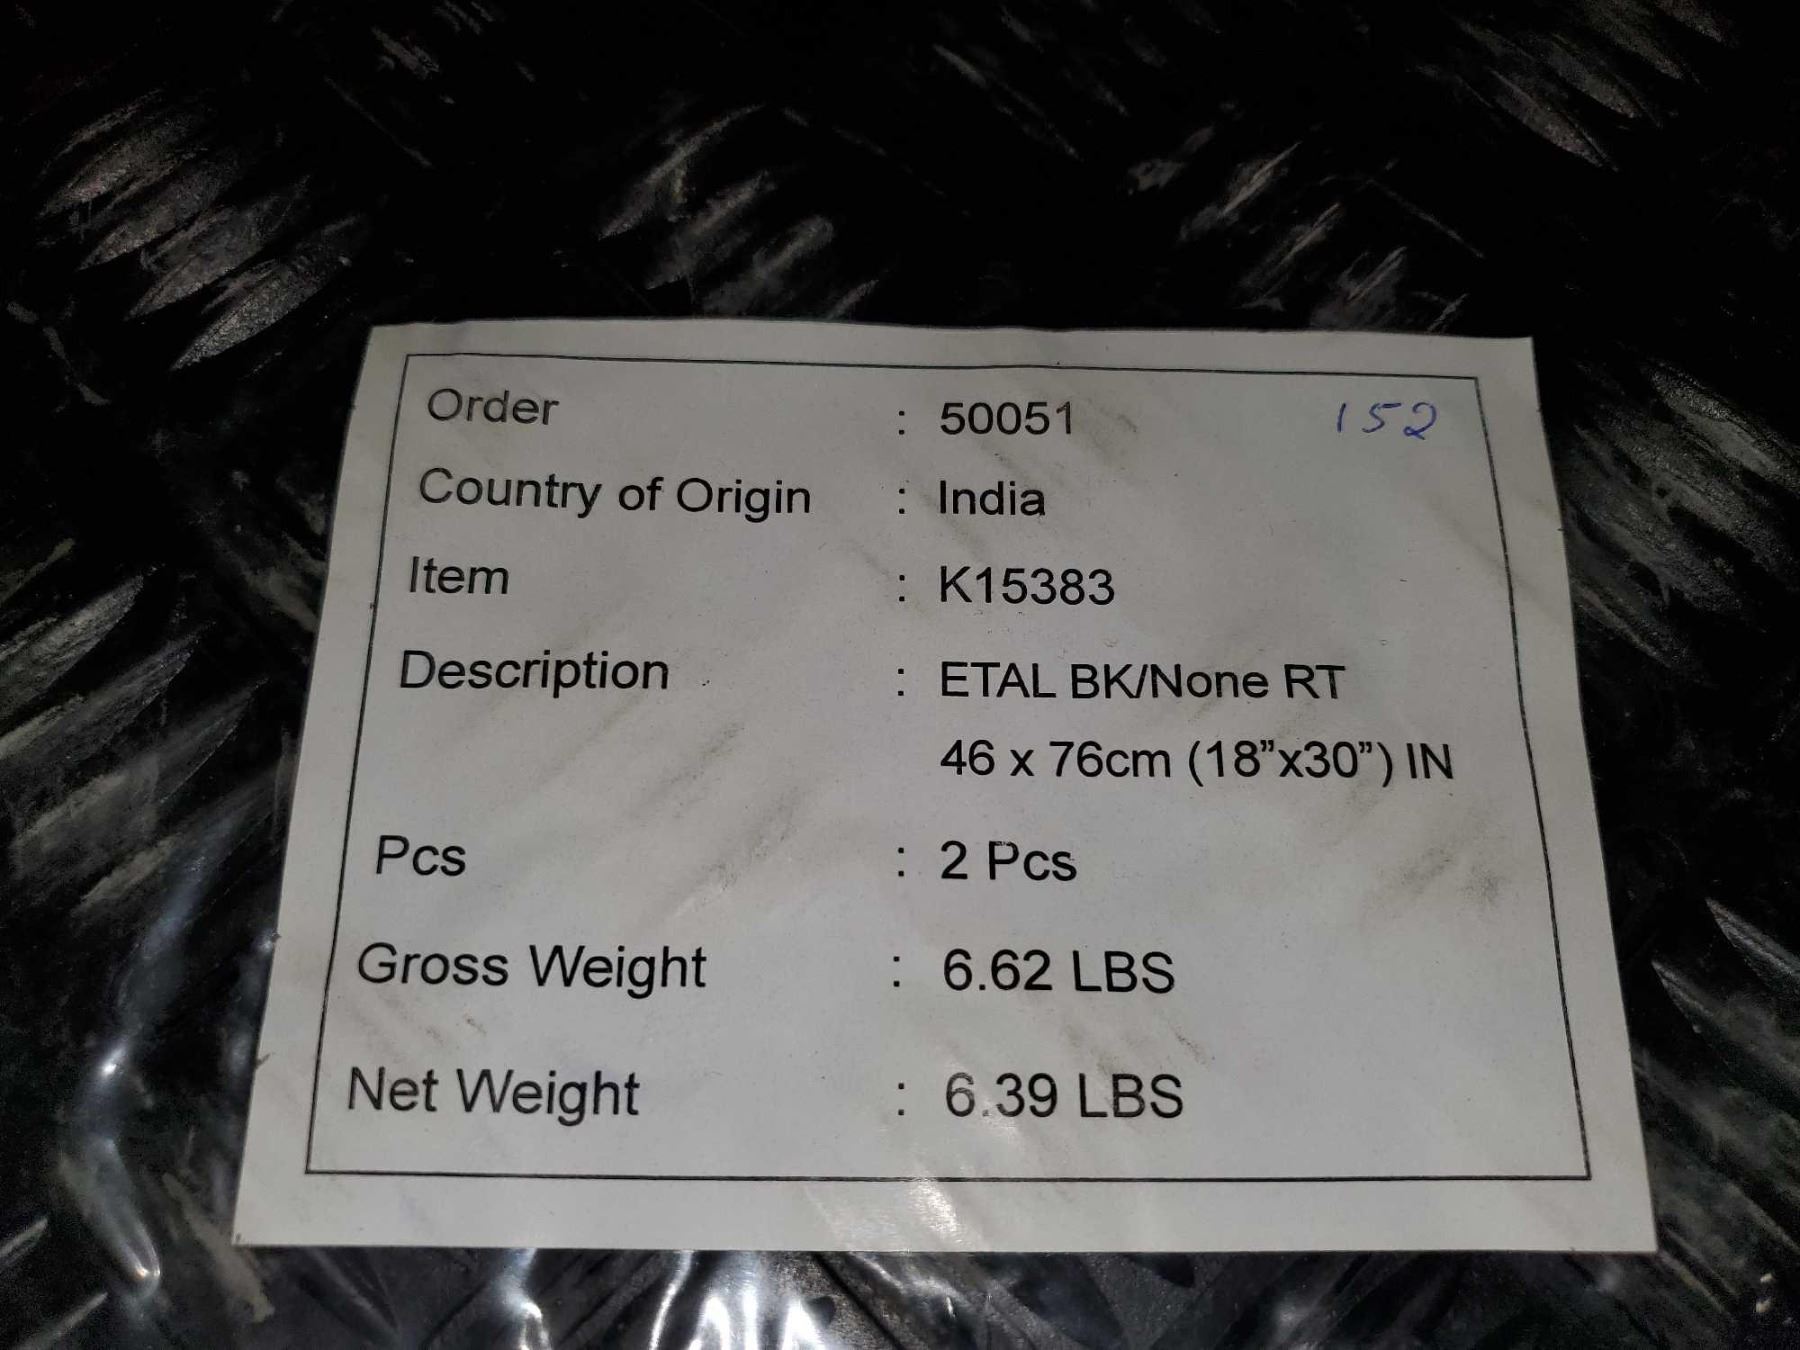 Order : 50051 152
Country of Origin : India
Item : K15383
Description : ETAL BK/None RT
46 x 76cm (18”x30”) IN
Pcs : 2 Pcs
Gross Weight : 6.62 LBS
Net Weight : 6.39 LBS